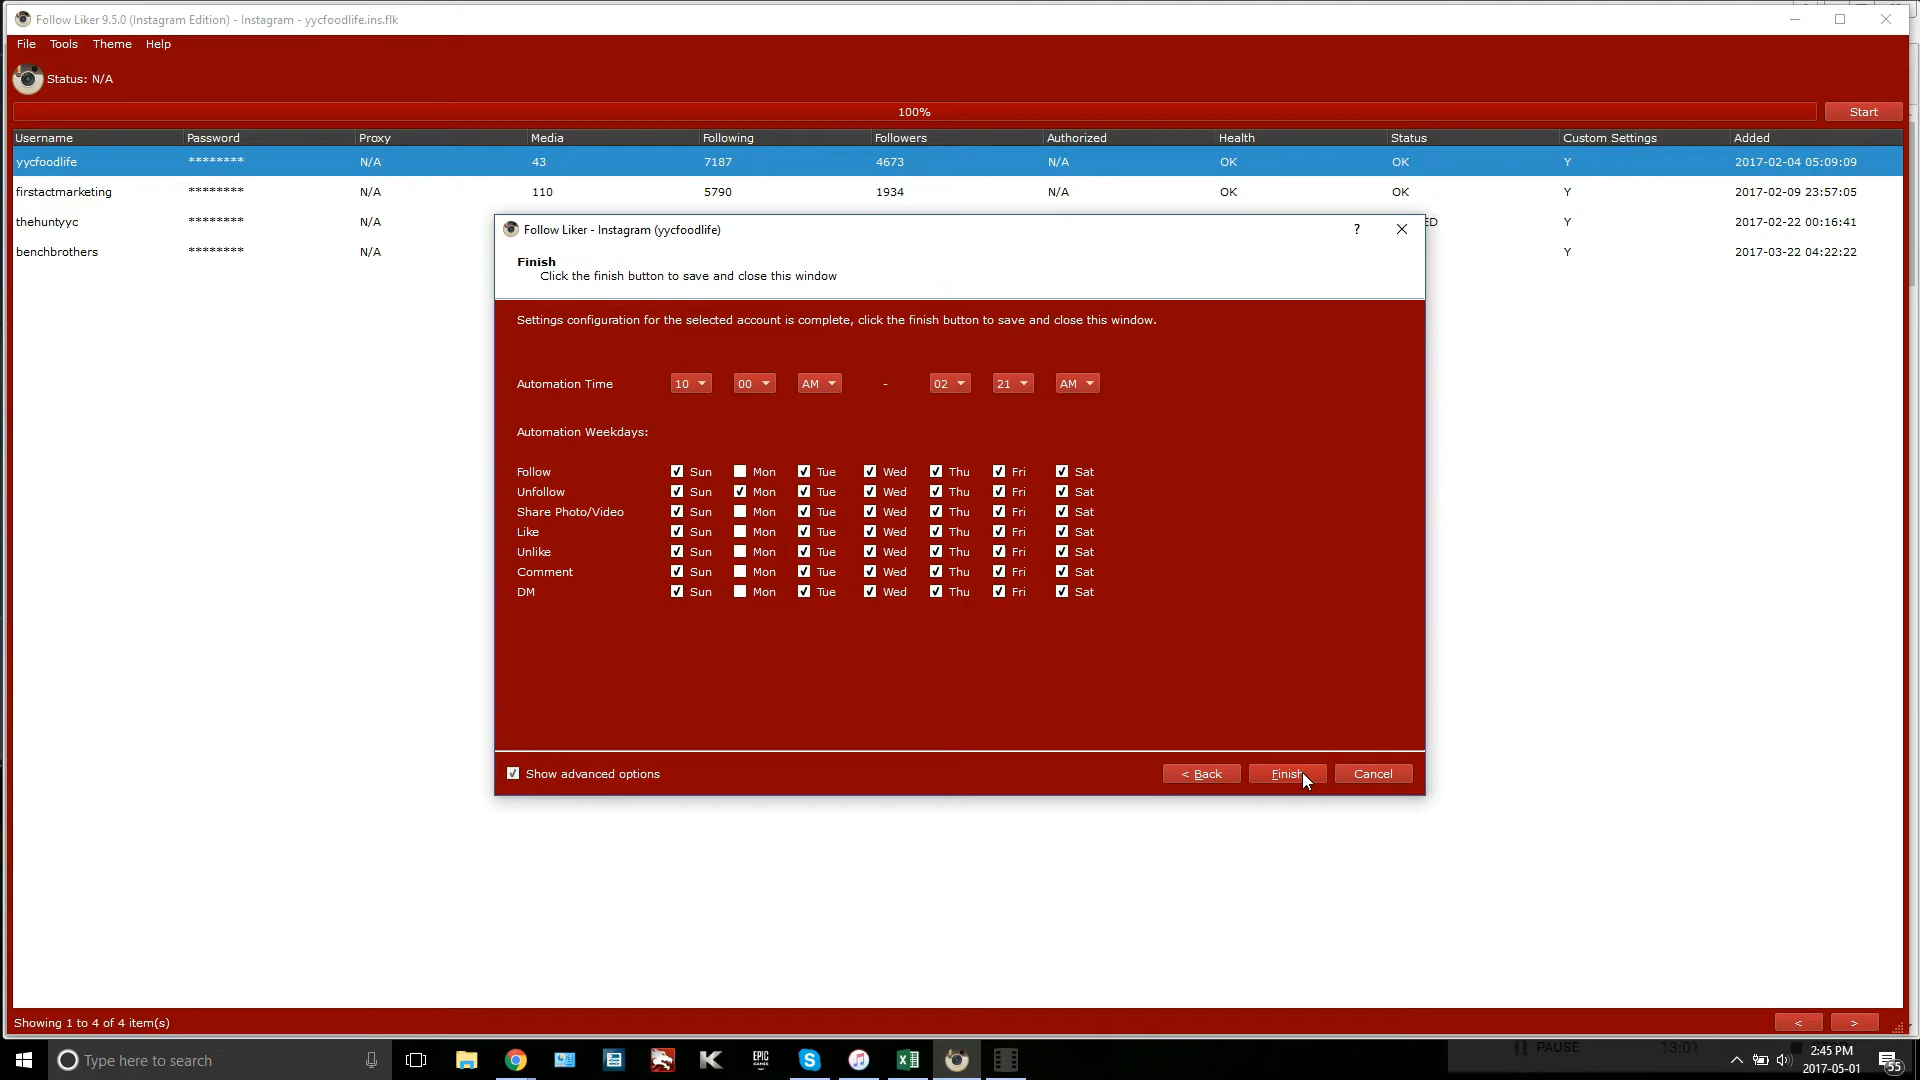 Follow Liker 9.5.0 (Instagram Edition) - Instagram - yycfoodlife.ins.flk
File Tools Theme Help
Status: N/A
100% Start
Username Password Proxy Media Following Followers Authorized Health Status Custom Settings Added
yycfoodlife ******** N/A 43 7187 4673 N/A OK OK Y 2017-02-04 05:09:09
firstactmarketing ******** N/A 110 5790 1934 N/A OK OK Y 2017-02-09 23:57:05
thehuntyyc ******** N/A ED Y 2017-02-22 00:16:41
benchbrothers ******** N/A Y 2017-03-22 04:22:22
Follow Liker - Instagram (yycfoodlife) ?
Finish
Click the finish button to save and close this window
Settings configuration for the selected account is complete, click the finish button to save and close this window.
Automation Time 10 00 AM - 02 21 AM
Automation Weekdays:
Follow Sun Mon Tue Wed Thu Fri Sat
Unfollow Sun Mon Tue Wed Thu Fri Sat
Share Photo/Video Sun Mon Tue Wed Thu Fri Sat
Like Sun Mon Tue Wed Thu Fri Sat
Unlike Sun Mon Tue Wed Thu Fri Sat
Comment Sun Mon Tue Wed Thu Fri Sat
DM Sun Mon Tue Wed Thu Fri Sat
Show advanced options < Back Finish Cancel
Showing 1 to 4 of 4 item(s) < >
Type here to search
EPIC GAMES
PAUSE 13:01
2:45 PM
2017-05-01
55